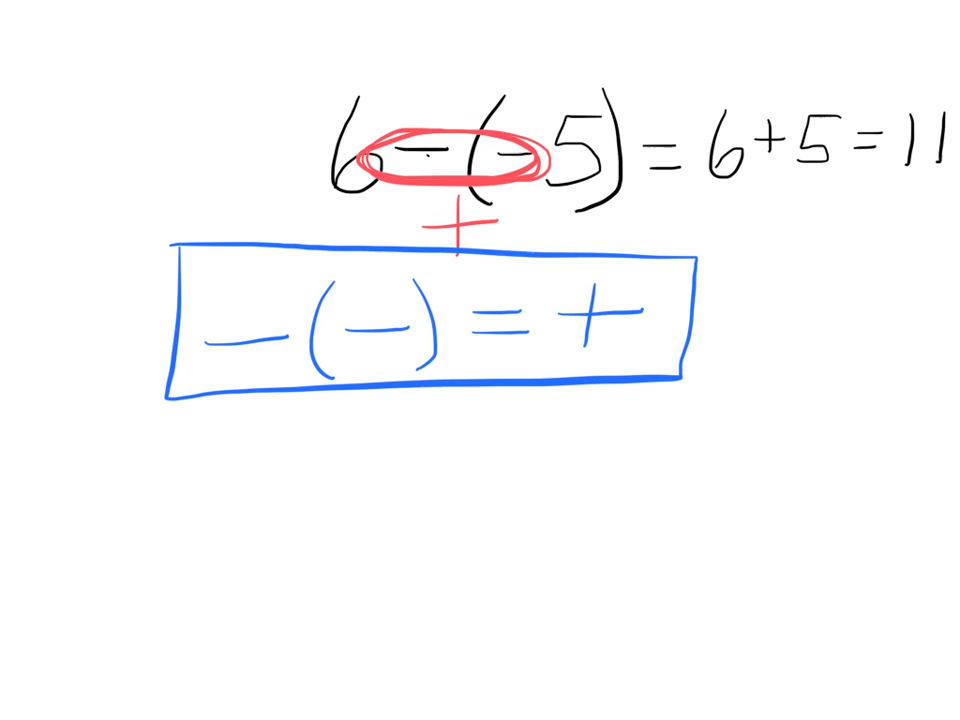 6 - (-5) = 6 + 5 = 11
+
- (-) = +